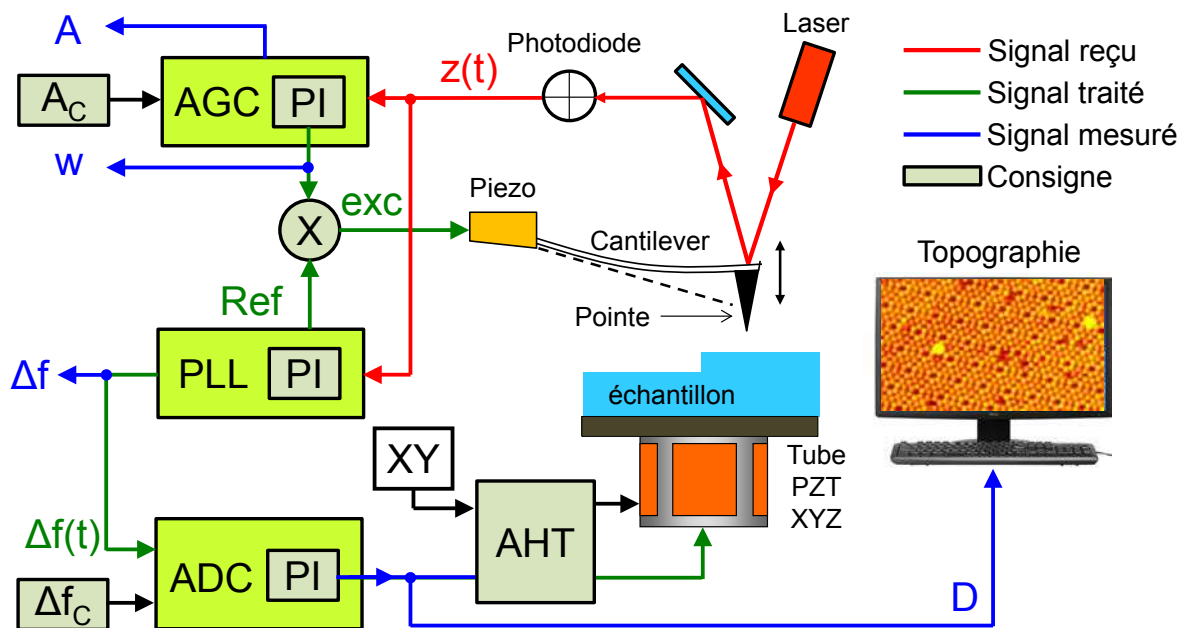 A
A_C
AGC
PI
z(t)
Photodiode
Laser
Signal reçu
Signal traité
Signal mesuré
Consigne
w
X
exc
Piezo
Cantilever
Pointe
Topographie
Ref
Δf
PLL
PI
échantillon
XY
AHT
Tube
PZT
XYZ
Δf(t)
Δf_C
ADC
PI
D